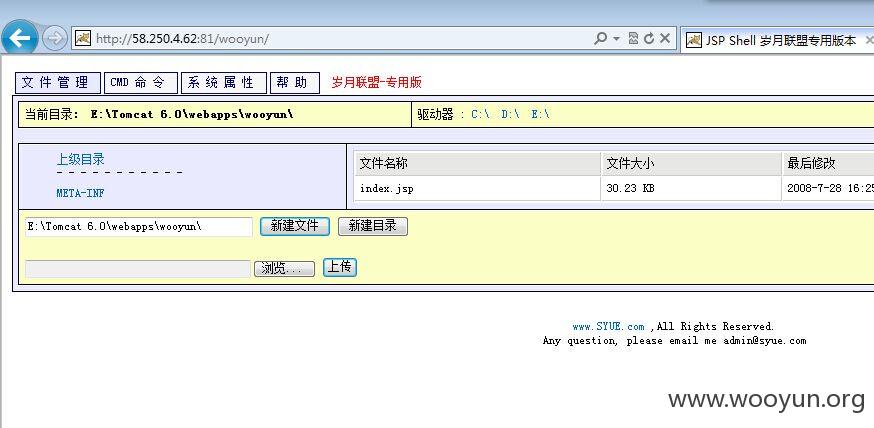 http://58.250.4.62:81/wooyun/
JSP Shell 岁月联盟专用版本
文件管理 CMD命令 系统属性 帮助 岁月联盟-专用版
当前目录: E:\Tomcat 6.0\webapps\wooyun\ 驱动器 : C:\ D:\ E:\
上级目录
- - - - - - - - - - -
META-INF
文件名称 文件大小 最后修改
index.jsp 30.23 KB 2008-7-28 16:25
E:\Tomcat 6.0\webapps\wooyun\ 新建文件 新建目录
浏览... 上传
www.SYUE.com ,All Rights Reserved.
Any question, please email me admin@syue.com
www.wooyun.org